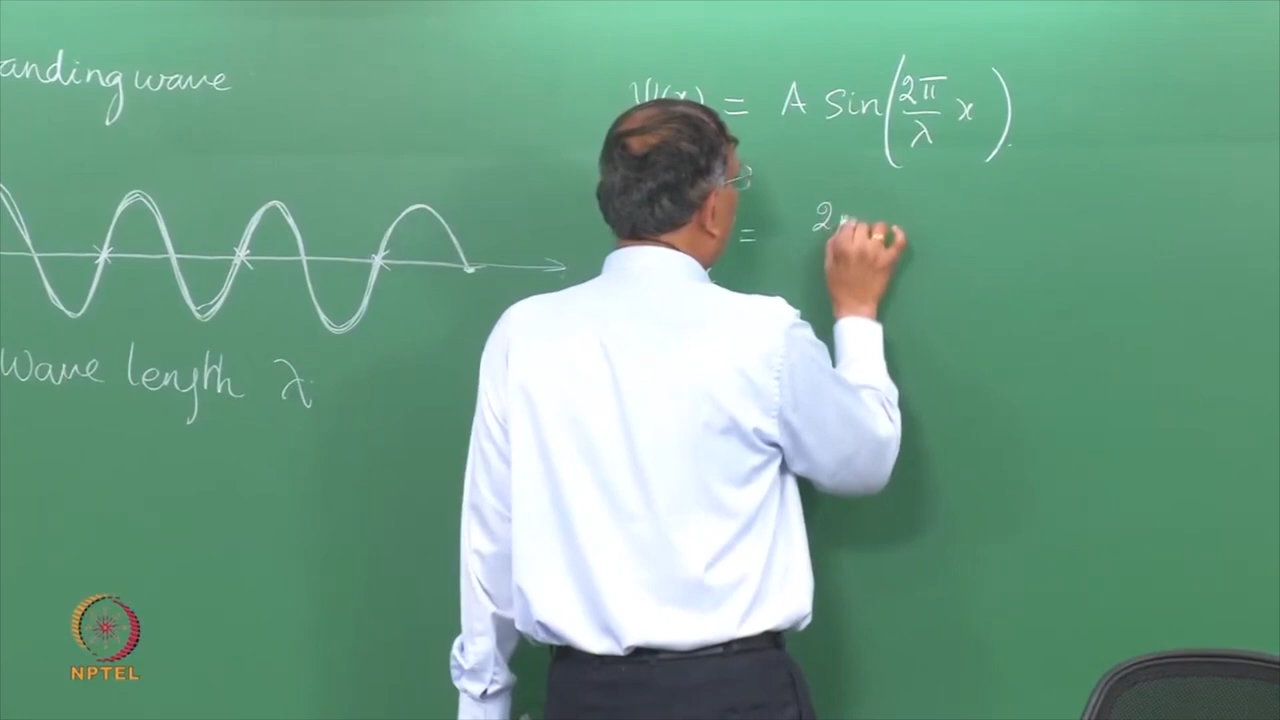 anding wave
Ψ(x) = A Sin(2π/λ x).
= 2
wave length λ
NPTEL